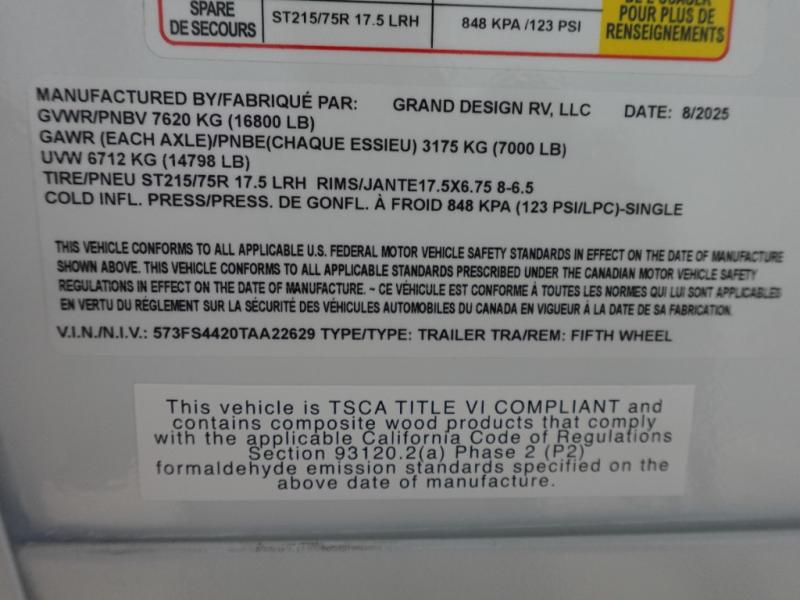 SPARE DE SECOURS ST215/75R 17.5 LRH 848 KPA /123 PSI
POUR PLUS DE
RENSEIGNEMENTS
MANUFACTURED BY/FABRIQUÉ PAR: GRAND DESIGN RV, LLC DATE: 8/2025
GVWR/PNBV 7620 KG (16800 LB)
GAWR (EACH AXLE)/PNBE(CHAQUE ESSIEU) 3175 KG (7000 LB)
UVW 6712 KG (14798 LB)
TIRE/PNEU ST215/75R 17.5 LRH RIMS/JANTE17.5X6.75 8-6.5
COLD INFL. PRESS/PRESS. DE GONFL. À FROID 848 KPA (123 PSI/LPC)-SINGLE
THIS VEHICLE CONFORMS TO ALL APPLICABLE U.S. FEDERAL MOTOR VEHICLE SAFETY STANDARDS IN EFFECT ON THE DATE OF MANUFACTURE
SHOWN ABOVE. THIS VEHICLE CONFORMS TO ALL APPLICABLE STANDARDS PRESCRIBED UNDER THE CANADIAN MOTOR VEHICLE SAFETY
REGULATIONS IN EFFECT ON THE DATE OF MANUFACTURE. ~ CE VÉHICULE EST CONFORME À TOUTES LES NORMES QUI LUI SONT APPLICABLES
EN VERTU DU RÉGLEMENT SUR LA SÉCURITÉ DES VÉHICULES AUTOMOBILES DU CANADA EN VIGUEUR À LA DATE DE SA FABRICATION.
V.I.N./N.I.V.: 573FS4420TAA22629 TYPE/TYPE: TRAILER TRA/REM: FIFTH WHEEL
This vehicle is TSCA TITLE VI COMPLIANT and
contains composite wood products that comply
with the applicable California Code of Regulations
Section 93120.2(a) Phase 2 (P2)
formaldehyde emission standards specified on the
above date of manufacture.